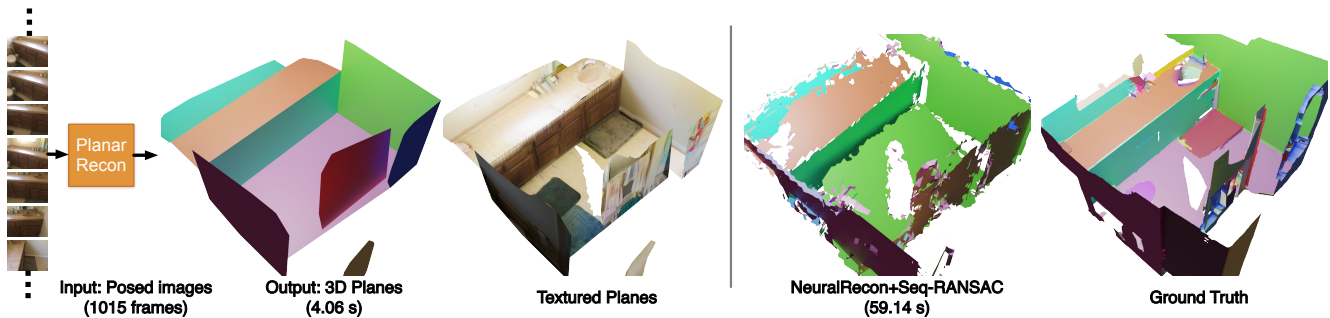 Planar
Recon
Input: Posed images
(1015 frames)
Output: 3D Planes
(4.06 s)
Textured Planes
NeuralRecon+Seq-RANSAC
(59.14 s)
Ground Truth